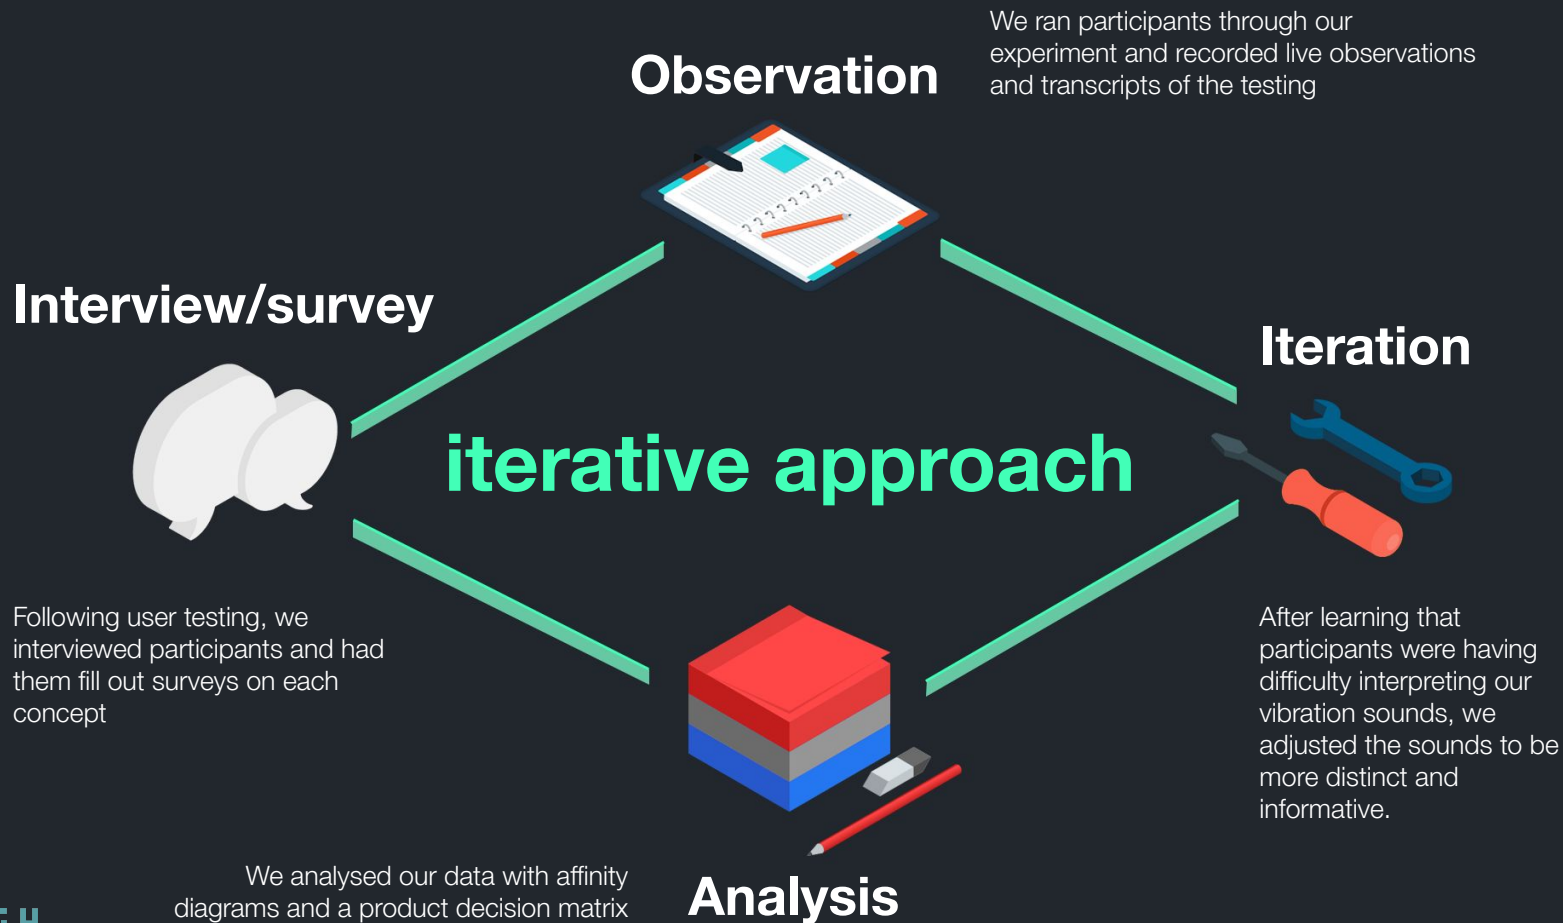 Observation
We ran participants through our
experiment and recorded live observations
and transcripts of the testing
Interview/survey
Following user testing, we
interviewed participants and had
them fill out surveys on each
concept
iterative approach
Iteration
After learning that
participants were having
difficulty interpreting our
vibration sounds, we
adjusted the sounds to be
more distinct and
informative.
We analysed our data with affinity
diagrams and a product decision matrix
Analysis